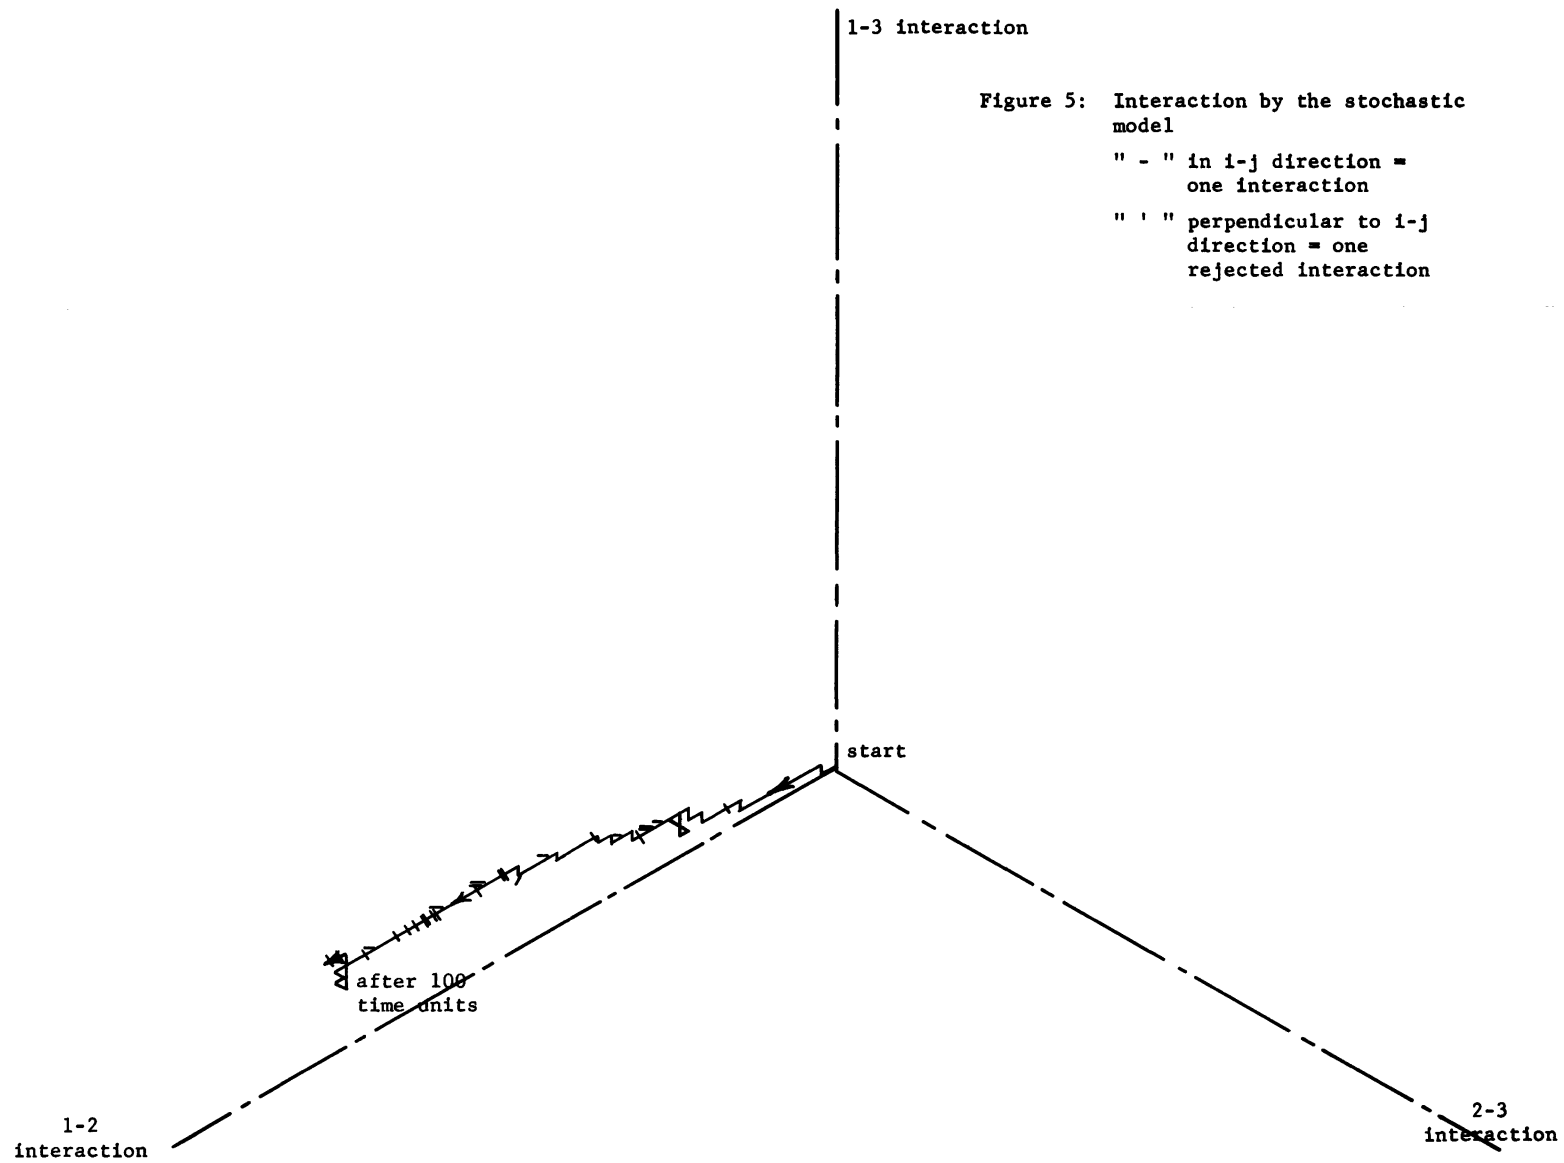 1-3 interaction
Figure 5: Interaction by the stochastic
model
" - " in i-j direction =
one interaction
" ' " perpendicular to i-j
direction = one
rejected interaction
start
after 100
time units
1-2
interaction
2-3
interaction